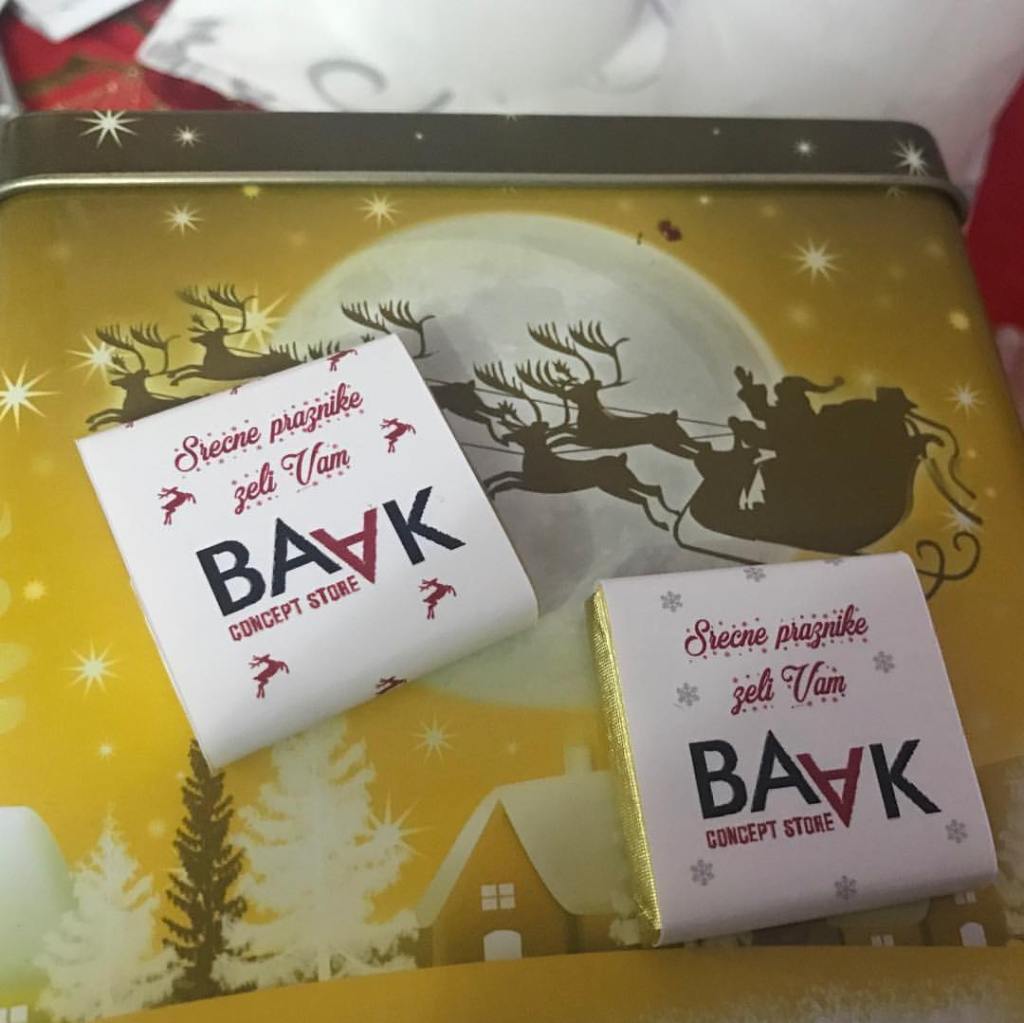 Srecne praznike
zeli Vam
BAAK
CONCEPT STORE
Srecne praznike
zeli Vam
BAAK
CONCEPT STORE